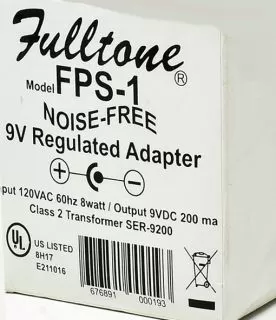 Fulltone®
Model FPS-1
NOISE-FREE
9V Regulated Adapter
+ -
put 120VAC 60hz 8watt / Output 9VDC 200 ma
Class 2 Transformer SER-9200
UL US LISTED
8H17
E211016
676891 000193